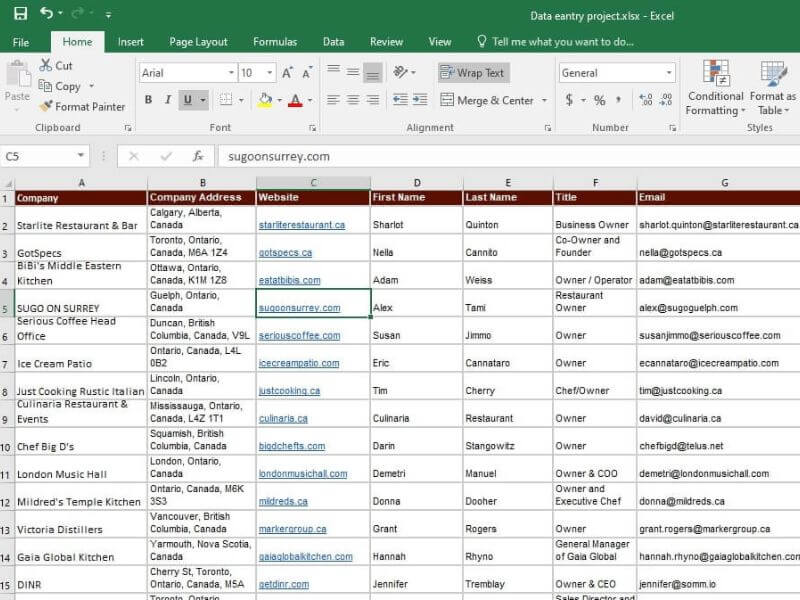 Data eantry project.xlsx - Excel
File Home Insert Page Layout Formulas Data Review View Tell me what you want to do...
Cut
Copy
Format Painter
Paste
Clipboard
Arial 10 A A
B I U A
Font
Wrap Text
Merge & Center
Alignment
General
$ % ,
Number
Conditional Formatting
Format as Table
Styles
C5 fx sugoonsurrey.com
A B C D E F G
1 Company Company Address Website First Name Last Name Title Email
Calgary, Alberta,
2 Starlite Restaurant & Bar Canada starliterestaurant.ca Sharlot Quinton Business Owner sharlot.quinton@starliterestaurant.ca
Toronto, Ontario, Co-Owner and
3 GotSpecs Canada, M6A 1Z4 gotspecs.ca Nella Cannito Founder nella@gotspecs.ca
BiBi's Middle Eastern Ottawa, Ontario,
4 Kitchen Canada, K1M 1Z8 eatatbibis.com Adam Weiss Owner / Operator adam@eatatbibis.com
Guelph, Ontario, Restaurant
5 SUGO ON SURREY Canada sugoonsurrey.com Alex Tami Owner alex@sugoguelph.com
Serious Coffee Head Duncan, British
6 Office Columbia, Canada, V9L seriouscoffee.com Susan Jimmo Owner susanjimmo@seriouscoffee.com
Ontario, Canada, L4L
7 Ice Cream Patio 0B2 icecreampatio.com Eric Cannataro Owner ecannataro@icecreampatio.com
Lincoln, Ontario,
8 Just Cooking Rustic Italian Canada justcooking.ca Tim Cherry Chef/Owner tim@justcooking.ca
Culinaria Restaurant & Mississauga, Ontario,
9 Events Canada, L4Z 1T1 culinaria.ca Culinaria Restaurant Owner david@culinaria.ca
Squamish, British
10 Chef Big D's Columbia, Canada bigdchefts.com Darin Stangowitz Owner chefbigd@telus.net
London, Ontario,
11 London Music Hall Canada londonmusichall.com Demetri Manuel Owner & COO demetri@londonmusichall.com
Ontario, Canada, M6K Owner and
12 Mildred's Temple Kitchen 3S3 mildreds.ca Donna Dooher Executive Chef donna@mildreds.ca
Vancouver, British
13 Victoria Distillers Columbia, Canada markergroup.ca Grant Rogers Owner grant.rogers@markergroup.ca
Yarmouth, Nova Scotia, General Manager
14 Gaia Global Kitchen Canada gaiaglobalkitchen.com Hannah Rhyno of Gaia Global hannah.rhyno@gaiaglobalkitchen.co
Cherry St, Toronto,
15 DINR Ontario, Canada, M5A getdinr.com Jennifer Tremblay Owner & CEO jennifer@somm.io
Toronto, Ontario Sales Director and